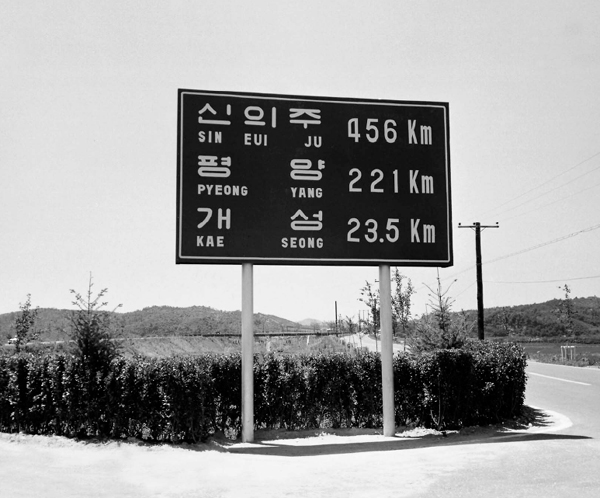 신의주 456 Km
SIN EUI JU
평양 221 Km
PYEONG YANG
개성 23.5 Km
KAE SEONG